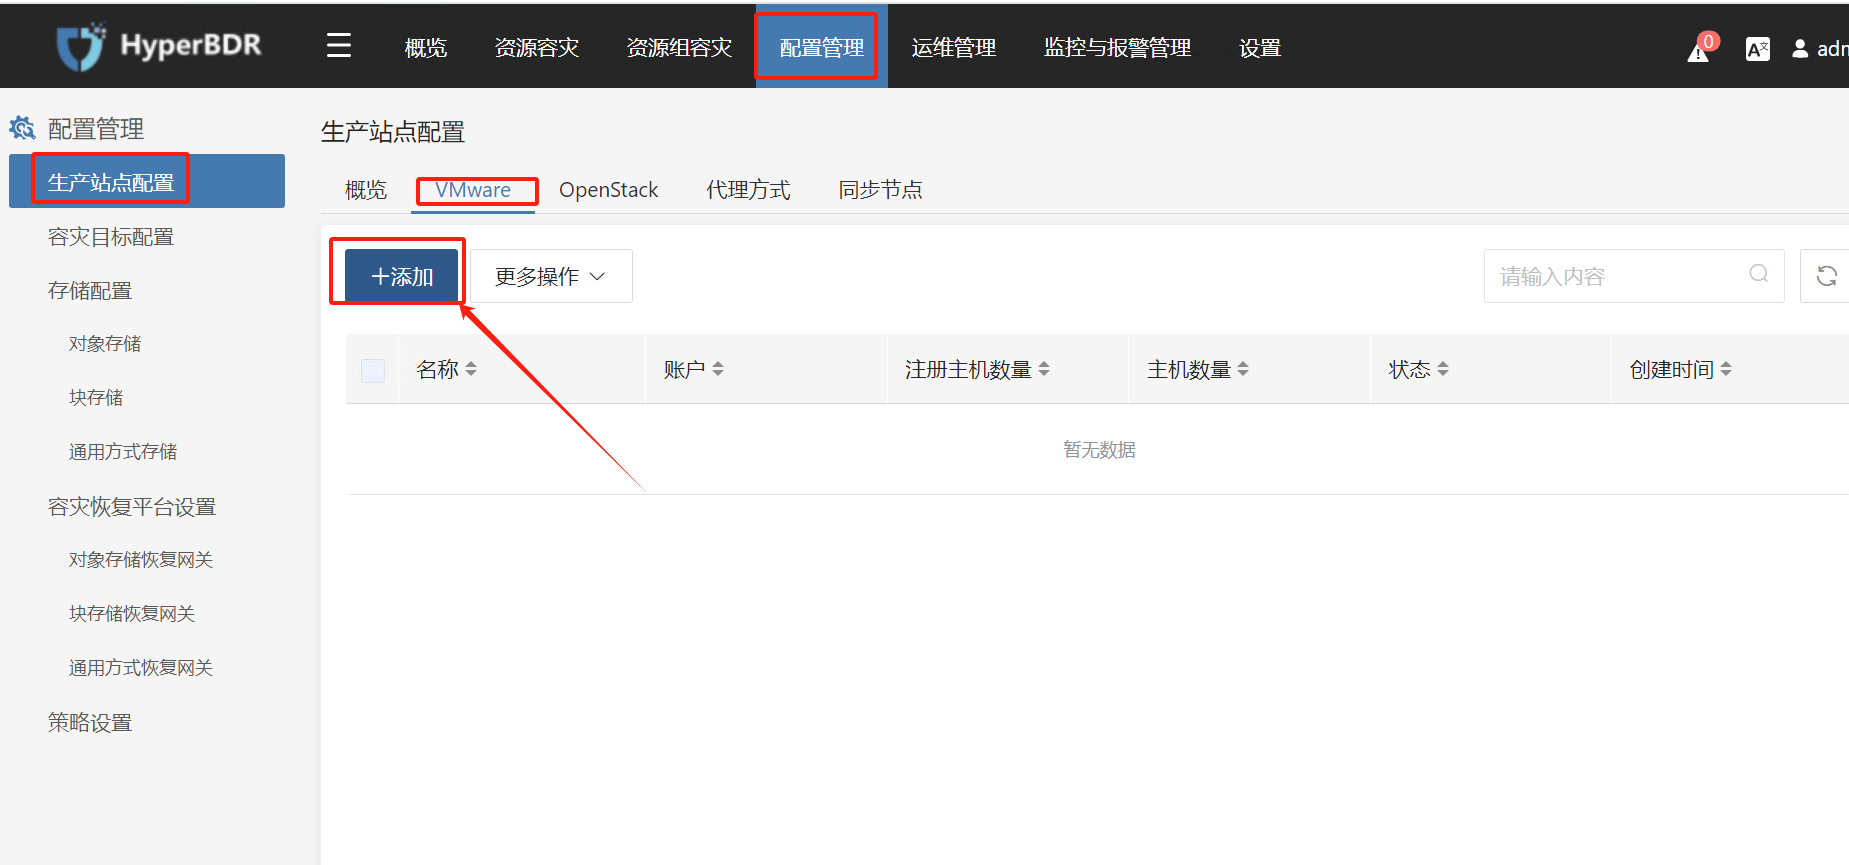 HyperBDR 概览 资源容灾 资源组容灾 配置管理 运维管理 监控与报警管理 设置 0
配置管理
生产站点配置
容灾目标配置
存储配置
对象存储
块存储
通用方式存储
容灾恢复平台设置
对象存储恢复网关
块存储恢复网关
通用方式恢复网关
策略设置
生产站点配置
概览 VMware OpenStack 代理方式 同步节点
+添加 更多操作 请输入内容
名称 账户 注册主机数量 主机数量 状态 创建时间
暂无数据